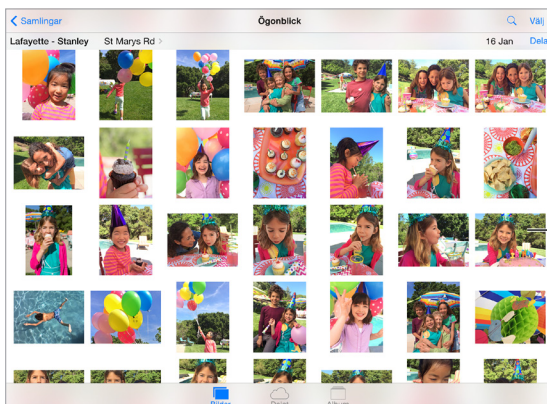 Samlingar Ögonblick Välj
Lafayette - Stanley St Marys Rd 16 Jan Dela
Bilder Delat Album